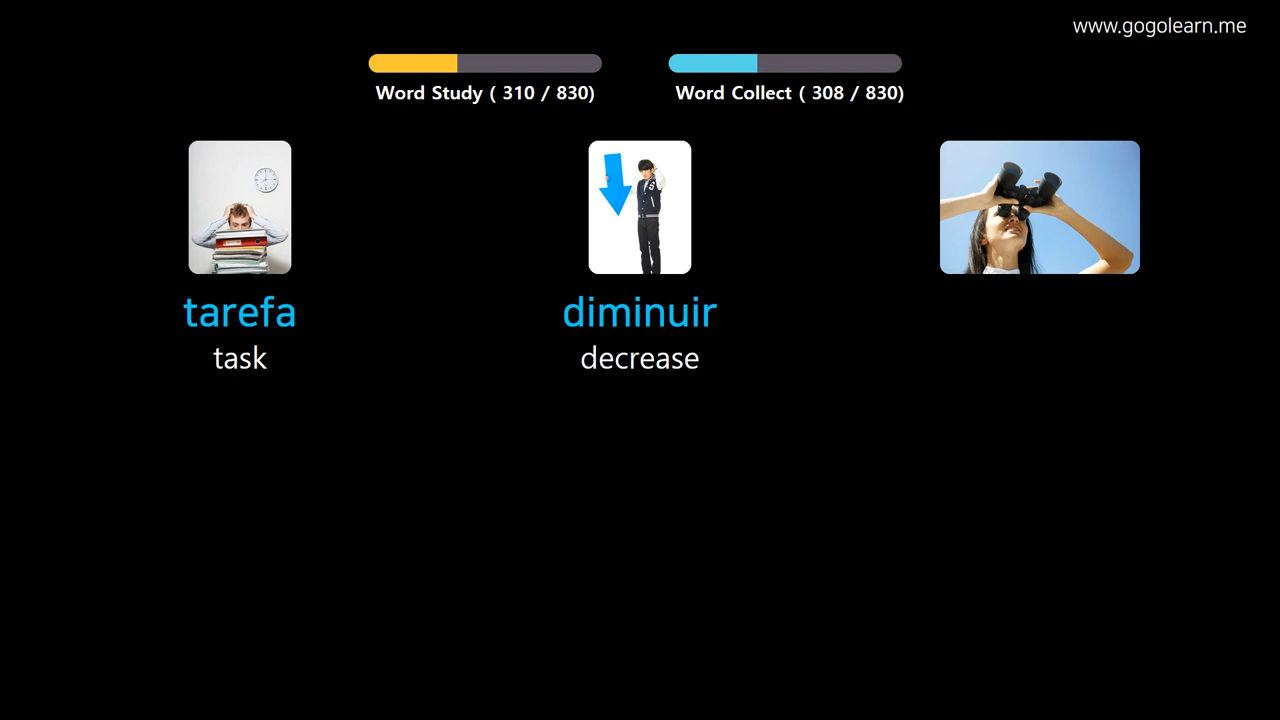 www.gogolearn.me
Word Study ( 310 / 830)
Word Collect ( 308 / 830)
tarefa
task
diminuir
decrease